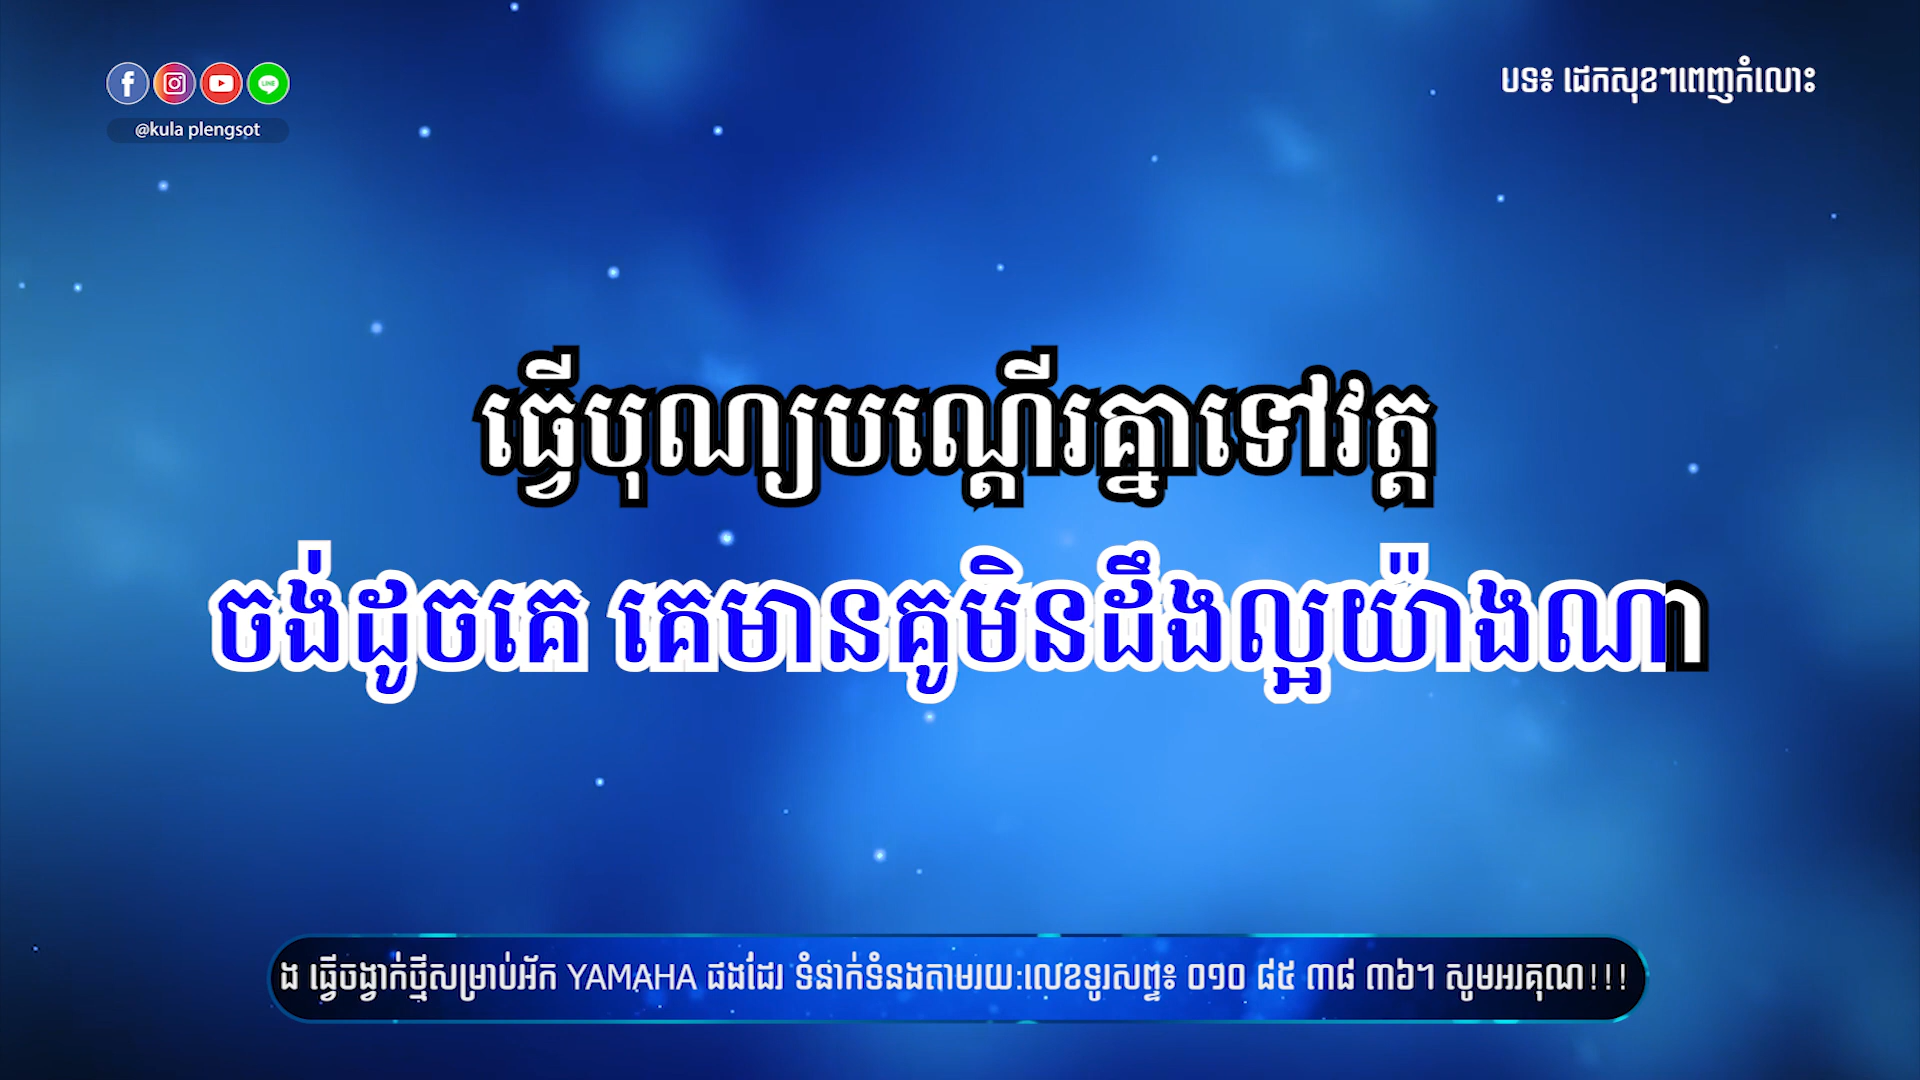 @kula plengsot
បទ៖ ដេកសុខៗពេញកំលោះ
ធ្វើបុណ្យបណ្ដើរគ្នាទៅវត្ត
ចង់ដូចគេ គេមានគូមិនដឹងល្អយ៉ាងណា
ង ធ្វើចង្វាក់ថ្មីសម្រាប់អ័ក YAMAHA ផងដែរ ទំនាក់ទំនងតាមរយៈលេខទូរសព្ទ៖ ០១០ ៨៥ ៣៨ ៣៦។ សូមអរគុណ!!!